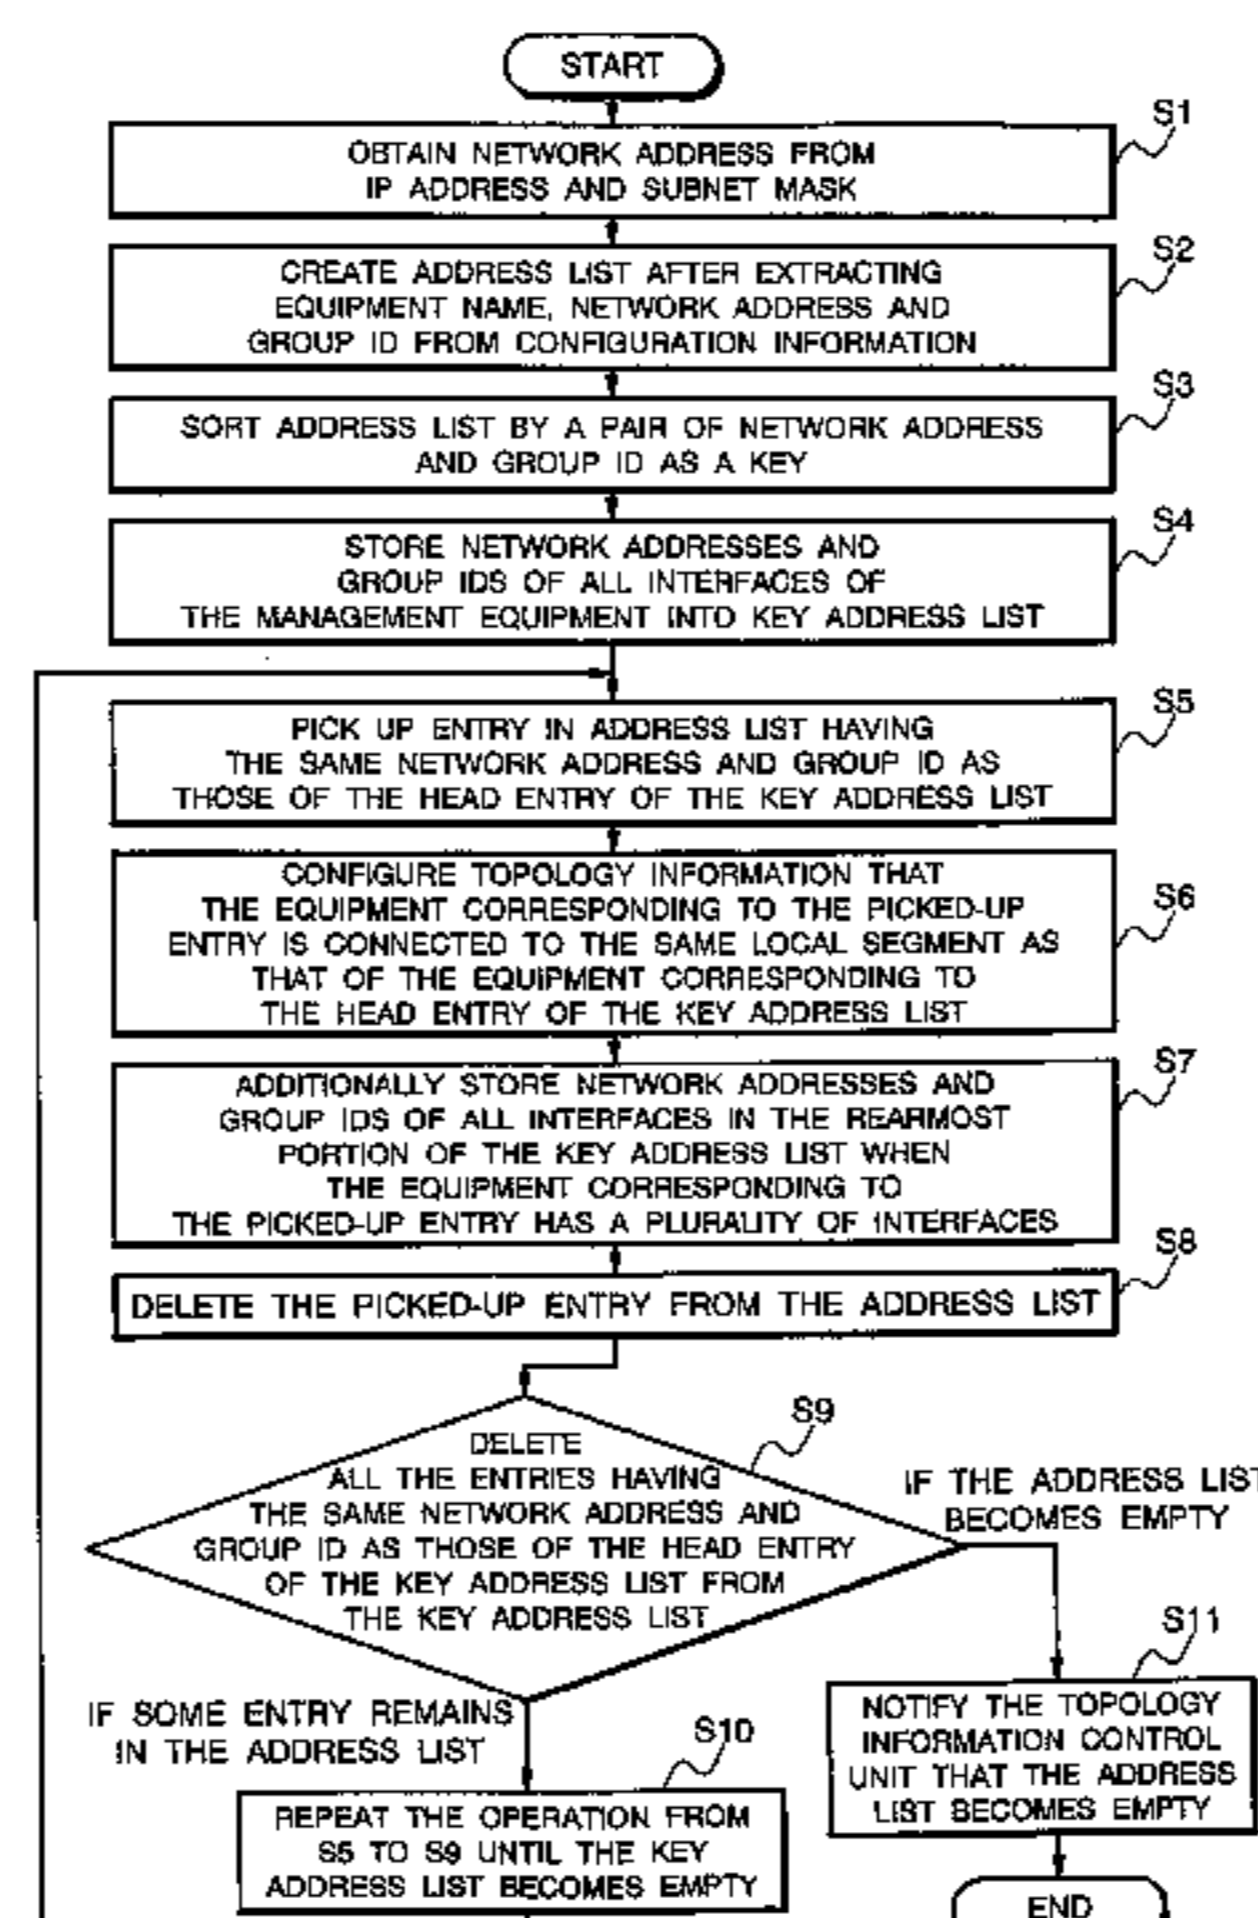 START
S1
OBTAIN NETWORK ADDRESS FROM
IP ADDRESS AND SUBNET MASK
S2
CREATE ADDRESS LIST AFTER EXTRACTING
EQUIPMENT NAME, NETWORK ADDRESS AND
GROUP ID FROM CONFIGURATION INFORMATION
S3
SORT ADDRESS LIST BY A PAIR OF NETWORK ADDRESS
AND GROUP ID AS A KEY
S4
STORE NETWORK ADDRESSES AND
GROUP IDS OF ALL INTERFACES OF
THE MANAGEMENT EQUIPMENT INTO KEY ADDRESS LIST
S5
PICK UP ENTRY IN ADDRESS LIST HAVING
THE SAME NETWORK ADDRESS AND GROUP ID AS
THOSE OF THE HEAD ENTRY OF THE KEY ADDRESS LIST
S6
CONFIGURE TOPOLOGY INFORMATION THAT
THE EQUIPMENT CORRESPONDING TO THE PICKED-UP
ENTRY IS CONNECTED TO THE SAME LOCAL SEGMENT AS
THAT OF THE EQUIPMENT CORRESPONDING TO
THE HEAD ENTRY OF THE KEY ADDRESS LIST
S7
ADDITIONALLY STORE NETWORK ADDRESSES AND
GROUP IDS OF ALL INTERFACES IN THE REARMOST
PORTION OF THE KEY ADDRESS LIST WHEN
THE EQUIPMENT CORRESPONDING TO
THE PICKED-UP ENTRY HAS A PLURALITY OF INTERFACES
S8
DELETE THE PICKED-UP ENTRY FROM THE ADDRESS LIST
S9
DELETE
ALL THE ENTRIES HAVING
THE SAME NETWORK ADDRESS AND
GROUP ID AS THOSE OF THE HEAD ENTRY
OF THE KEY ADDRESS LIST FROM
THE KEY ADDRESS LIST
IF THE ADDRESS LIST
BECOMES EMPTY
S11
NOTIFY THE TOPOLOGY
INFORMATION CONTROL
UNIT THAT THE ADDRESS
LIST BECOMES EMPTY
IF SOME ENTRY REMAINS
IN THE ADDRESS LIST
S10
REPEAT THE OPERATION FROM
S5 TO S9 UNTIL THE KEY
ADDRESS LIST BECOMES EMPTY
END